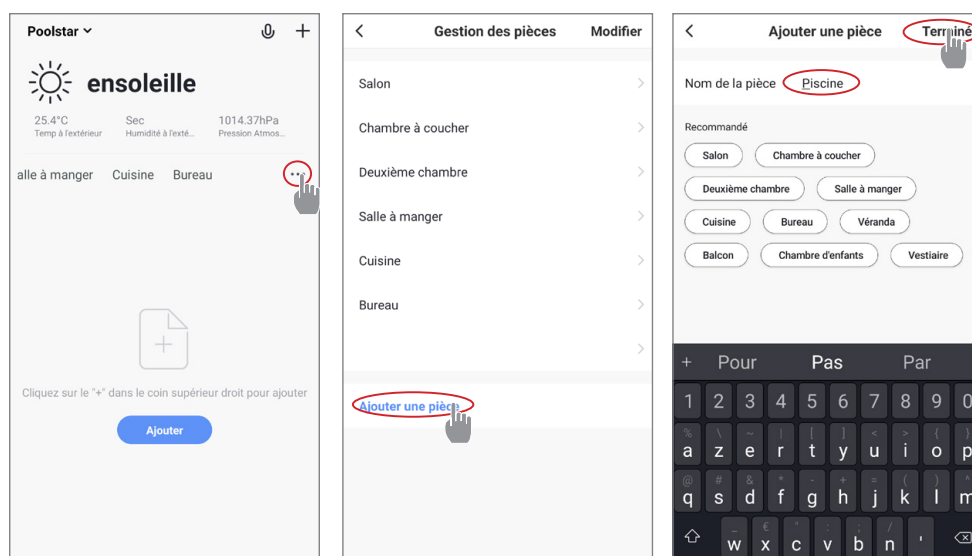 Poolstar
ensoleille
25.4°C Sec 1014.37hPa
Temp à l'extérieur Humidité à l'exté... Pression Atmos...
alle à manger Cuisine Bureau ...
Cliquez sur le "+" dans le coin supérieur droit pour ajouter
Ajouter
Gestion des pièces Modifier
Salon
Chambre à coucher
Deuxième chambre
Salle à manger
Cuisine
Bureau
Ajouter une pièce
Ajouter une pièce Terminé
Nom de la pièce Piscine
Recommandé
Salon Chambre à coucher
Deuxième chambre Salle à manger
Cuisine Bureau Véranda
Balcon Chambre d'enfants Vestiaire
+ Pour Pas Par
1 2 3 4 5 6 7 8 9 0
% \ ~ | [ ] < > { }
a z e r t y u i o p
@ # & * - + = ( ) ^
q s d f g h j k l m
_ € " : ; /
w x c v b n '